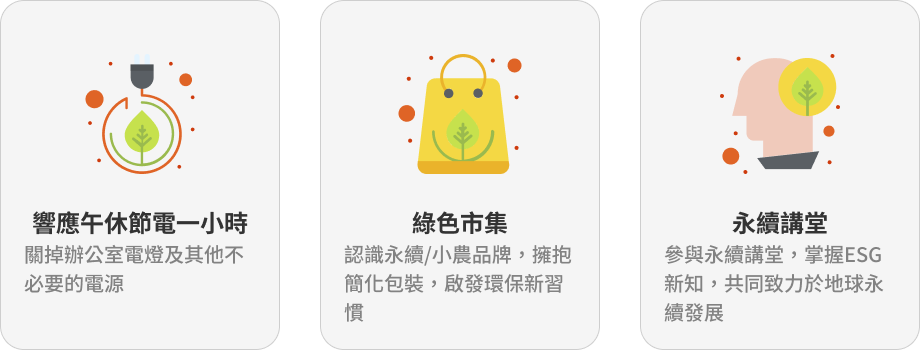 響應午休節電一小時
關掉辦公室電燈及其他不
必要的電源
綠色市集
認識永續/小農品牌，擁抱
簡化包裝，啟發環保新習
慣
永續講堂
參與永續講堂，掌握ESG
新知，共同致力於地球永
續發展